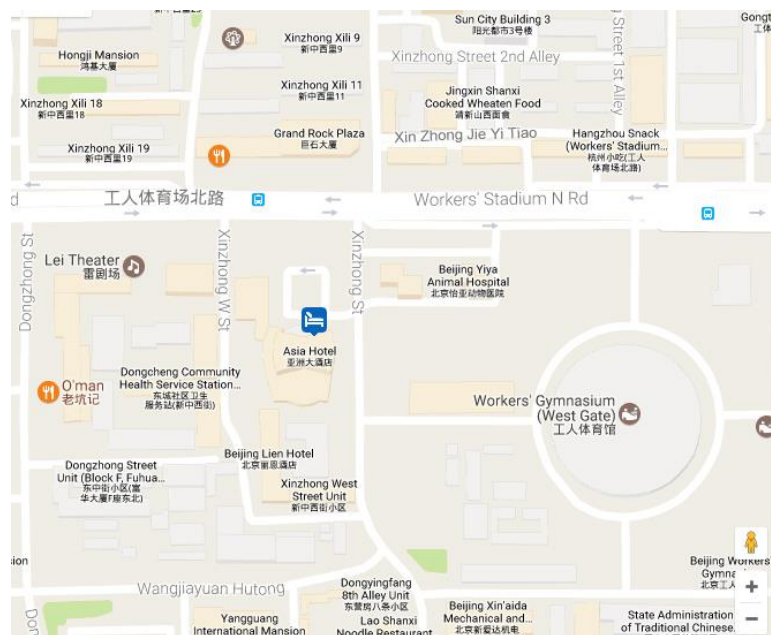 Sun City Building 3
阳光都市3号楼
Xinzhong Xili 9
新中西里9
Hongji Mansion
鸿基大厦
Xinzhong Street 2nd Alley
Street 1st Alley
Xinzhong Xili 11
新中西里11
Jingxin Shanxi
Cooked Wheaten Food
靖新山西面食
Xinzhong Xili 18
新中西里18
Grand Rock Plaza
巨石大厦
Xin Zhong Jie Yi Tiao
Hangzhou Snack
(Workers' Stadium...
杭州小吃(工人
体育场北路)
Xinzhong Xili 19
新中西里19
工人体育场北路
Workers' Stadium N Rd
Dongzhong St
Xinzhong W St
Xinzhong St
Lei Theater
雷剧场
Beijing Yiya
Animal Hospital
北京怡亚动物医院
Asia Hotel
亚洲大酒店
O'man
老坑记
Dongcheng Community
Health Service Station...
东城社区卫生
服务站(新中西街)
Workers' Gymnasium
(West Gate)
工人体育馆
Beijing Lien Hotel
北京丽恩酒店
Dongzhong Street
Unit (Block F, Fuhua...
东中街小区(富
华大厦F座东北)
Xinzhong West
Street Unit
新中西街小区
Wangjiayuan Hutong
Dongyingfang
8th Alley Unit
东营房八条小区
Beijing Workers'
Yangguang
International Mansion
Lao Shanxi
Noodle Restaurant
Beijing Xin'aida
Mechanical and...
北京新爱达机电
State Administration
of Traditional Chinese
+
−